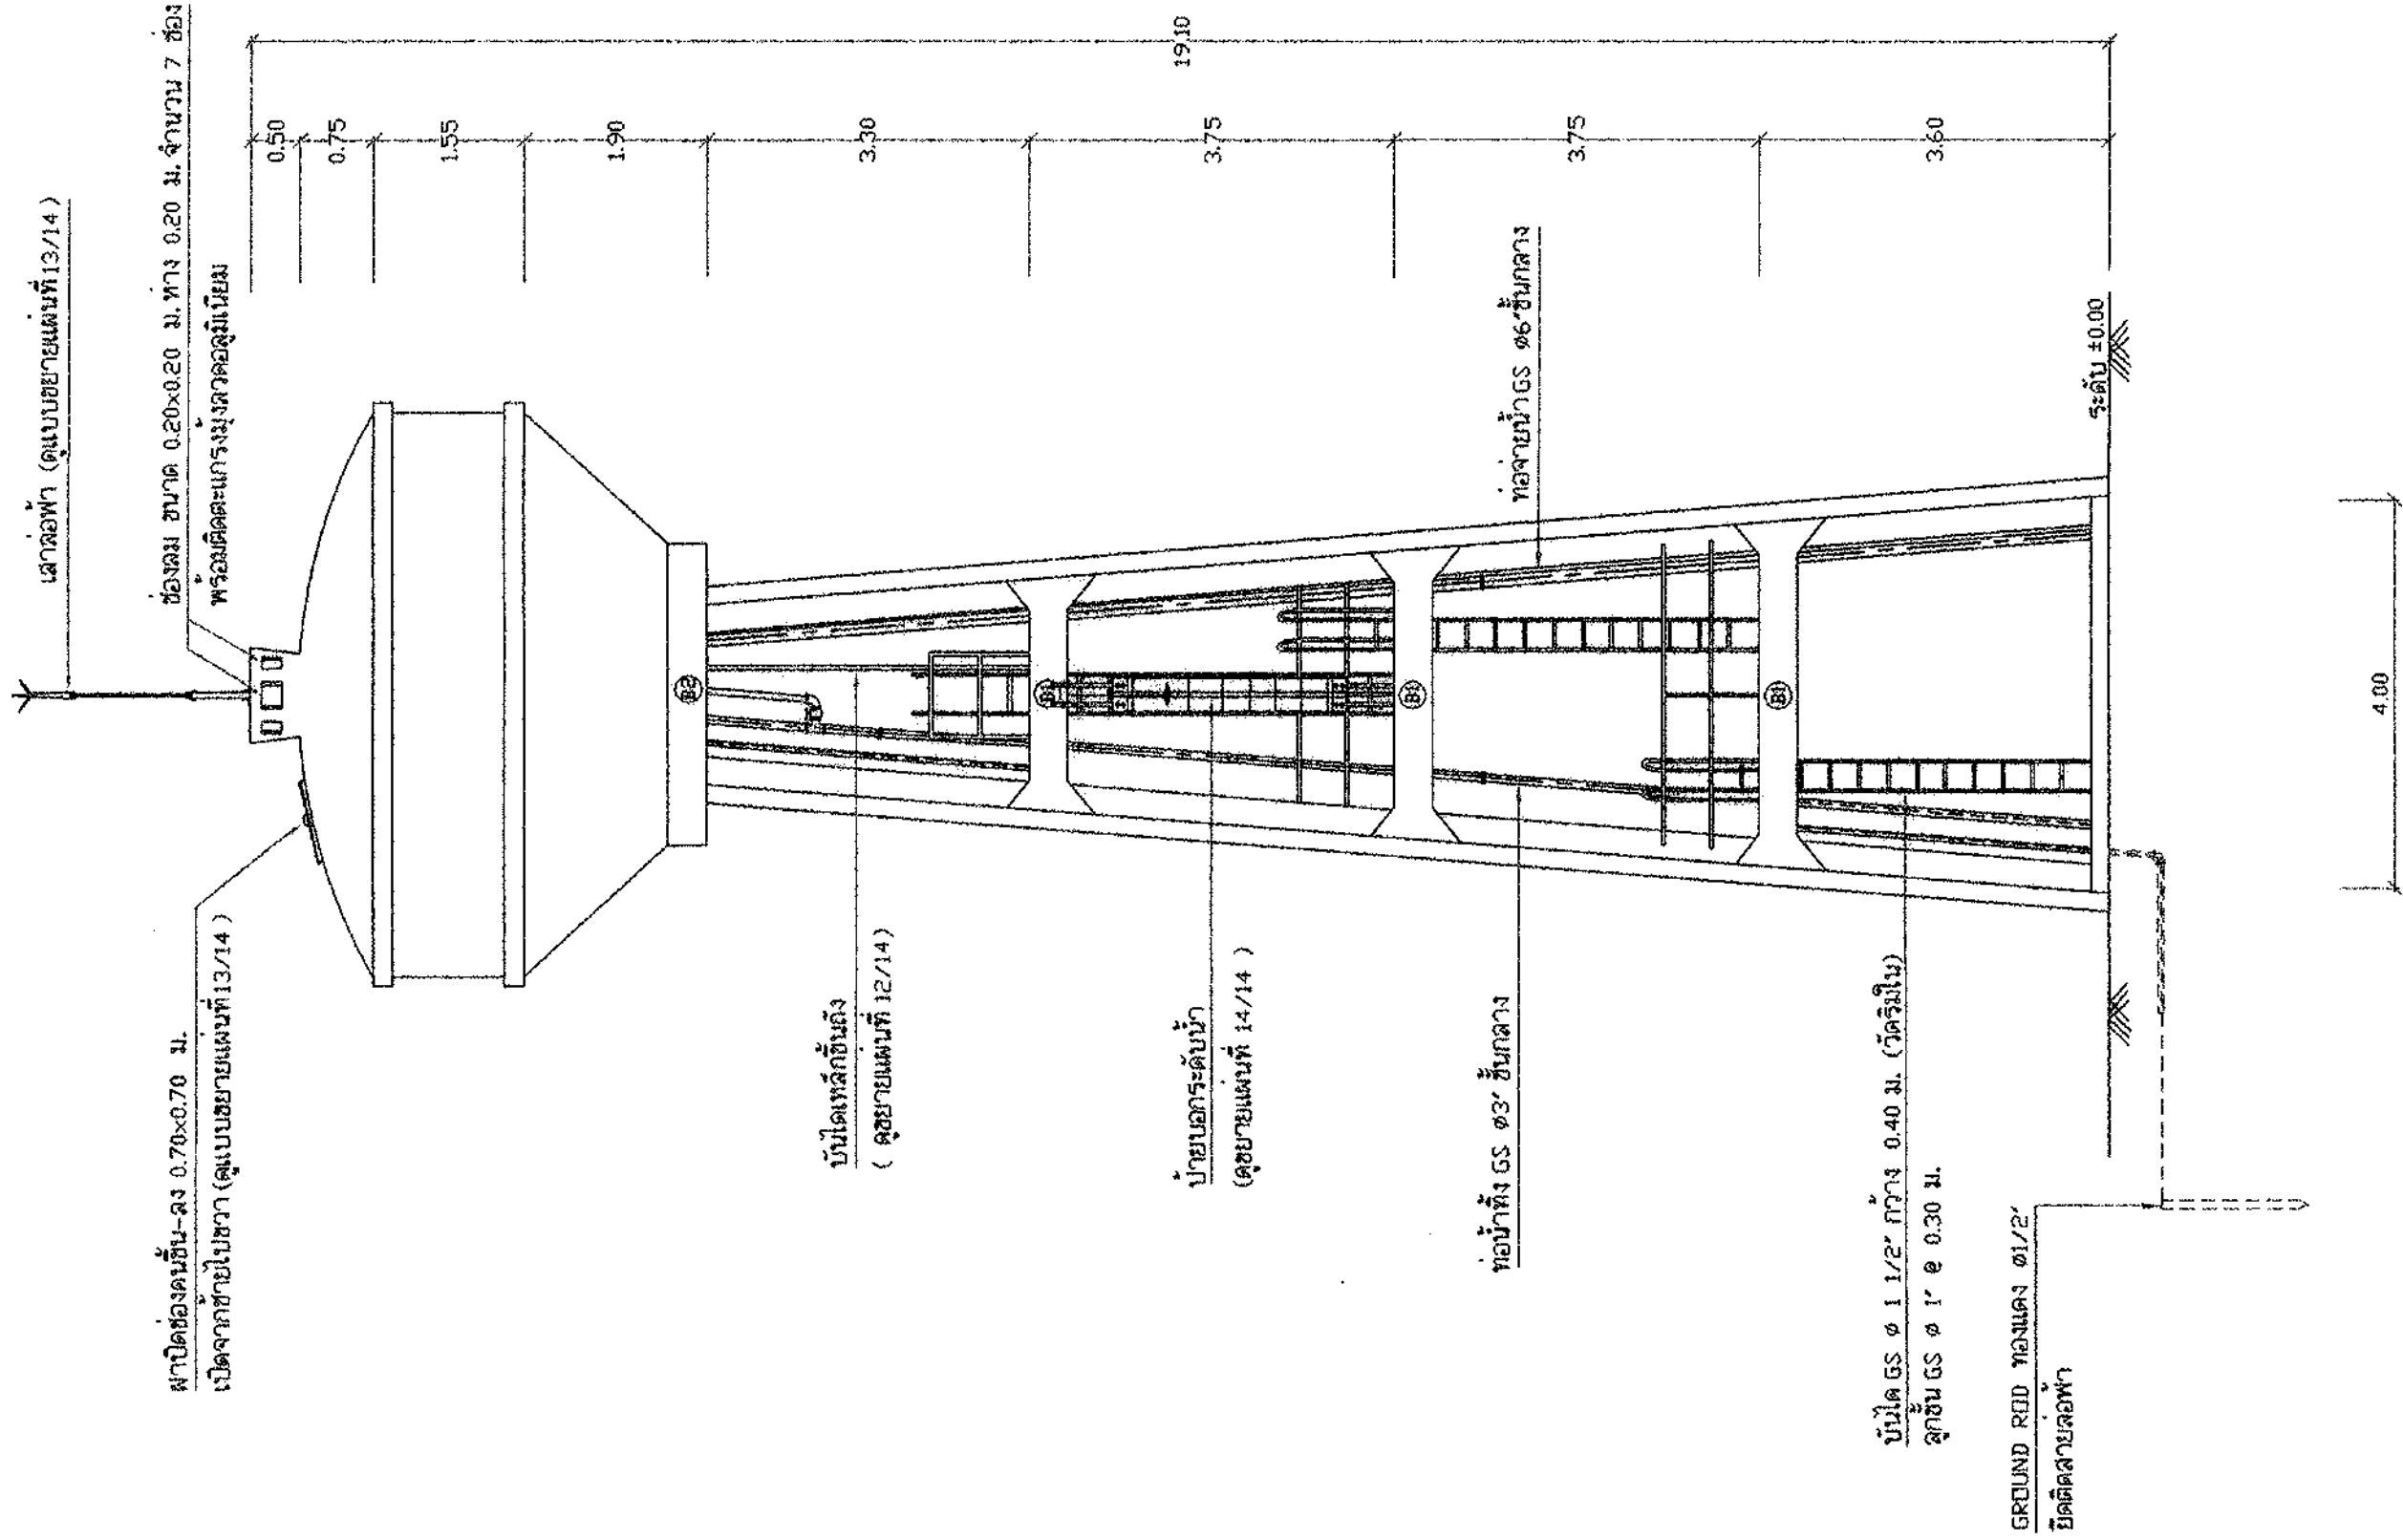 เสาล่อฟ้า (ดูแบบขยายแผ่นที่13/14)
ช่องลม ขนาด 0.20x0.20 ม. ห่าง 0.20 ม. จำนวน 7 ช่อง
พร้อมติดตะแกรงมุ้งลวดอลูมิเนียม
ฝาปิดช่องคนขึ้น-ลง 0.70x0.70 ม.
เปิดจากซ้ายไปขวา (ดูแบบขยายแผ่นที่13/14)
0.50
0.75
1.55
1.90
3.30
3.75
3.75
3.60
19.10
B2
B1
B1
B1
บันไดเหล็กขึ้นถัง
( ดูขยายแผ่นที่ 12/14 )
ป้ายบอกระดับน้ำ
(ดูขยายแผ่นที่ 14/14 )
ท่อจ่ายน้ำ GS ø6"ชั้นกลาง
ท่อน้ำทิ้ง GS ø3" ชั้นกลาง
บันได GS ø 1 1/2" กว้าง 0.40 ม. (วัดริมใน)
ลูกขั้น GS ø 1" @ 0.30 ม.
ระดับ ±0.00
GROUND ROD ทองแดง ø1/2"
ยึดติดสายล่อฟ้า
4.00